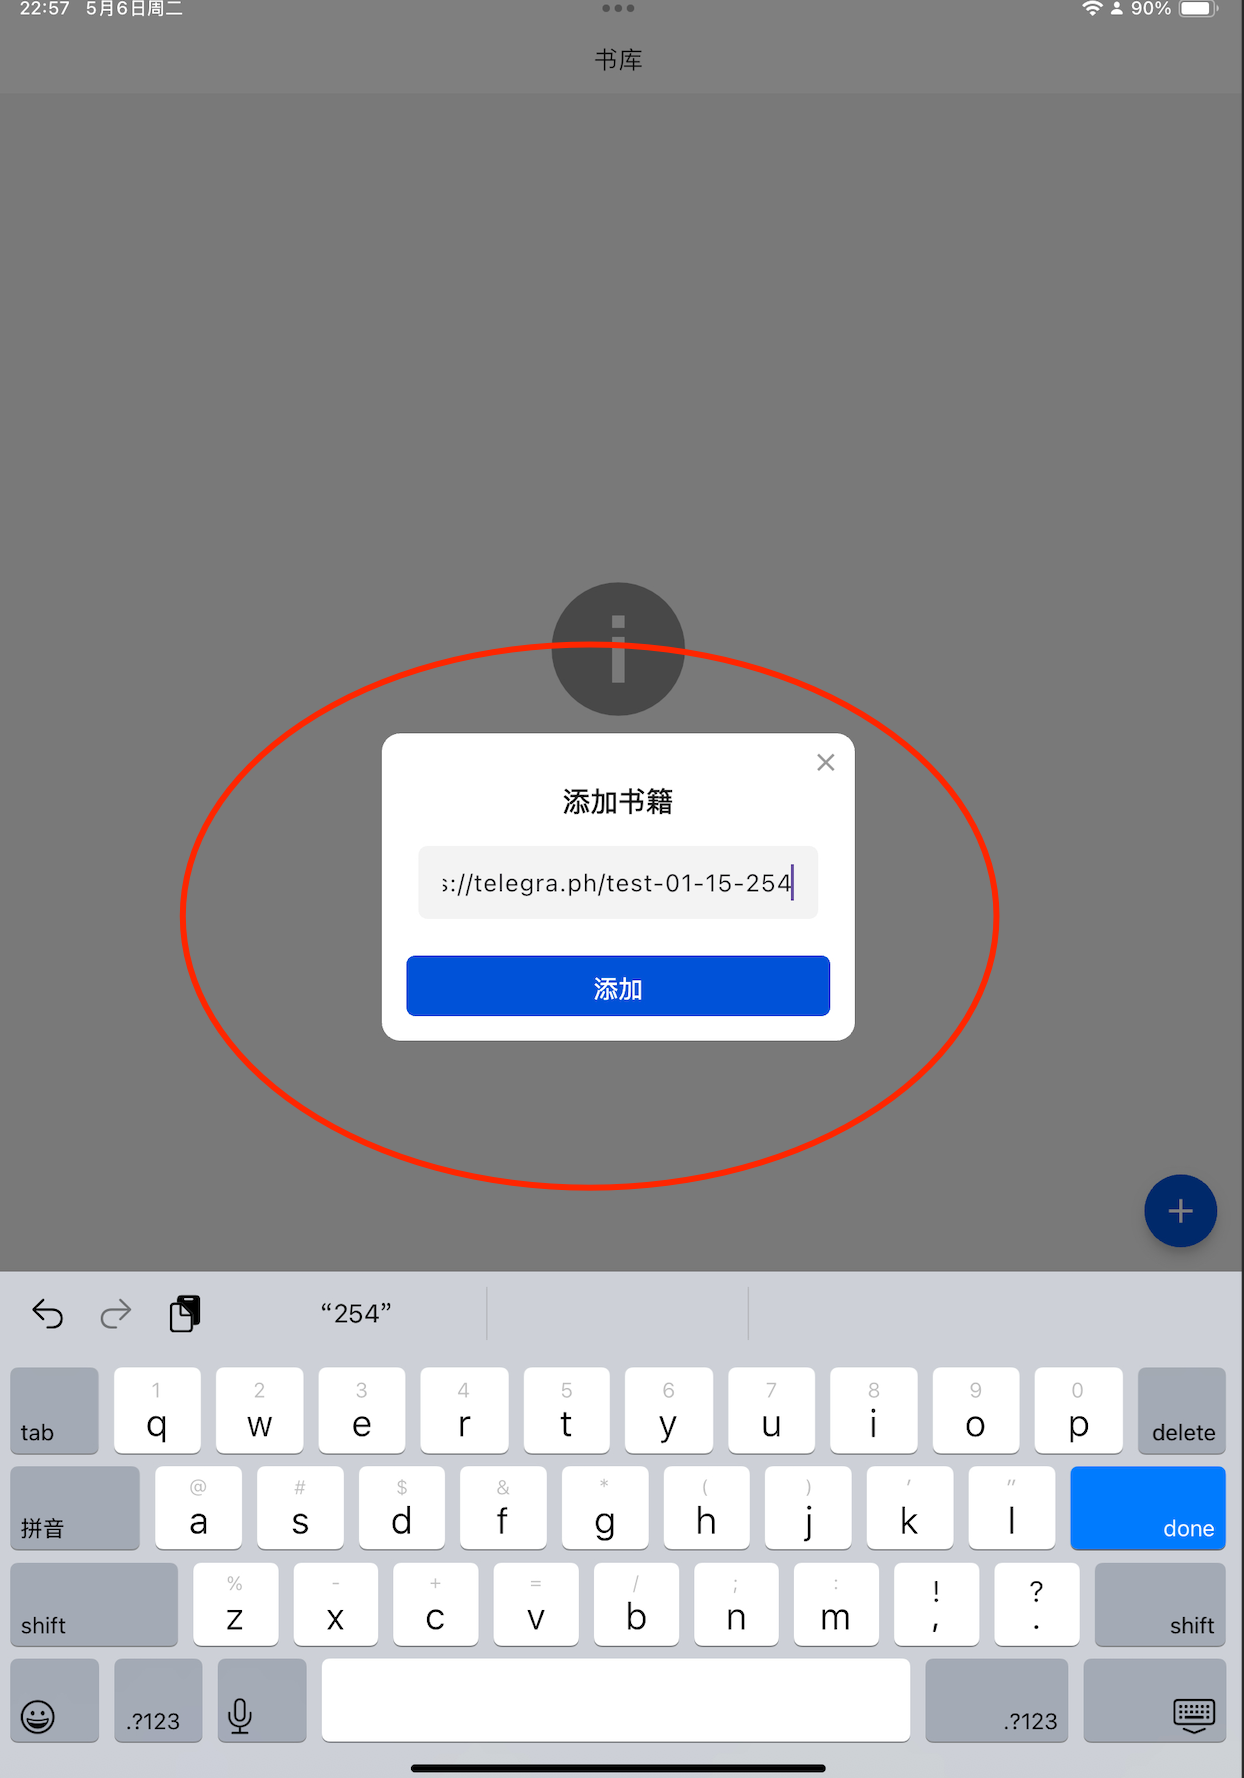 22:57 5月6日周二
90%
书库
添加书籍
s://telegra.ph/test-01-15-254
添加
“254”
tab
1 2 3 4 5 6 7 8 9 0
q w e r t y u i o p
delete
拼音
@ # $ & * ( ) ' "
a s d f g h j k l
done
shift
% - + = / ; : ! ?
z x c v b n m , .
shift
.?123
.?123